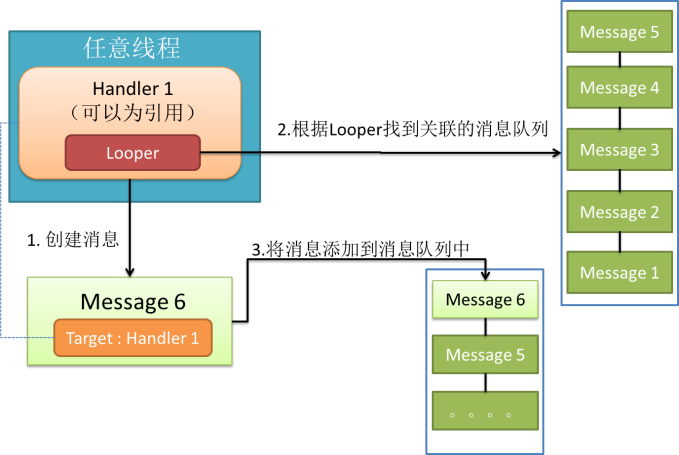 任意线程
Handler 1
（可以为引用）
Looper
2.根据Looper找到关联的消息队列
Message 5
Message 4
Message 3
Message 2
Message 1
1. 创建消息
3.将消息添加到消息队列中
Message 6
Target : Handler 1
Message 6
Message 5
。。。。